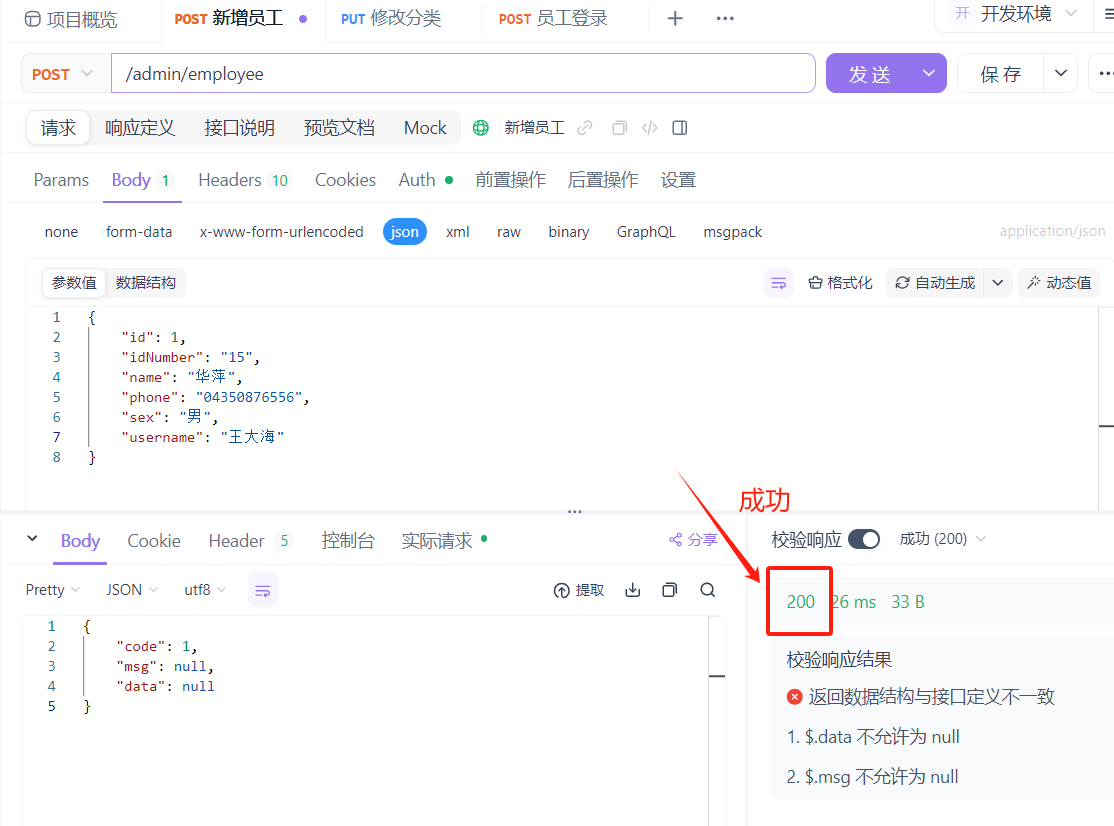 项目概览 POST 新增员工 PUT 修改分类 POST 员工登录 + ··· 开 开发环境
POST /admin/employee 发送 保存
请求 响应定义 接口说明 预览文档 Mock 新增员工
Params Body 1 Headers 10 Cookies Auth 前置操作 后置操作 设置
none form-data x-www-form-urlencoded json xml raw binary GraphQL msgpack application/json
参数值 数据结构 格式化 自动生成 动态值
1 {
2 "id": 1,
3 "idNumber": "15",
4 "name": "华萍",
5 "phone": "04350876556",
6 "sex": "男",
7 "username": "王大海"
8 }
成功
Body Cookie Header 5 控制台 实际请求 分享 校验响应 成功 (200)
Pretty JSON utf8 提取
200 26 ms 33 B
1 {
2 "code": 1,
3 "msg": null,
4 "data": null
5 }
校验响应结果
返回数据结构与接口定义不一致
1. $.data 不允许为 null
2. $.msg 不允许为 null